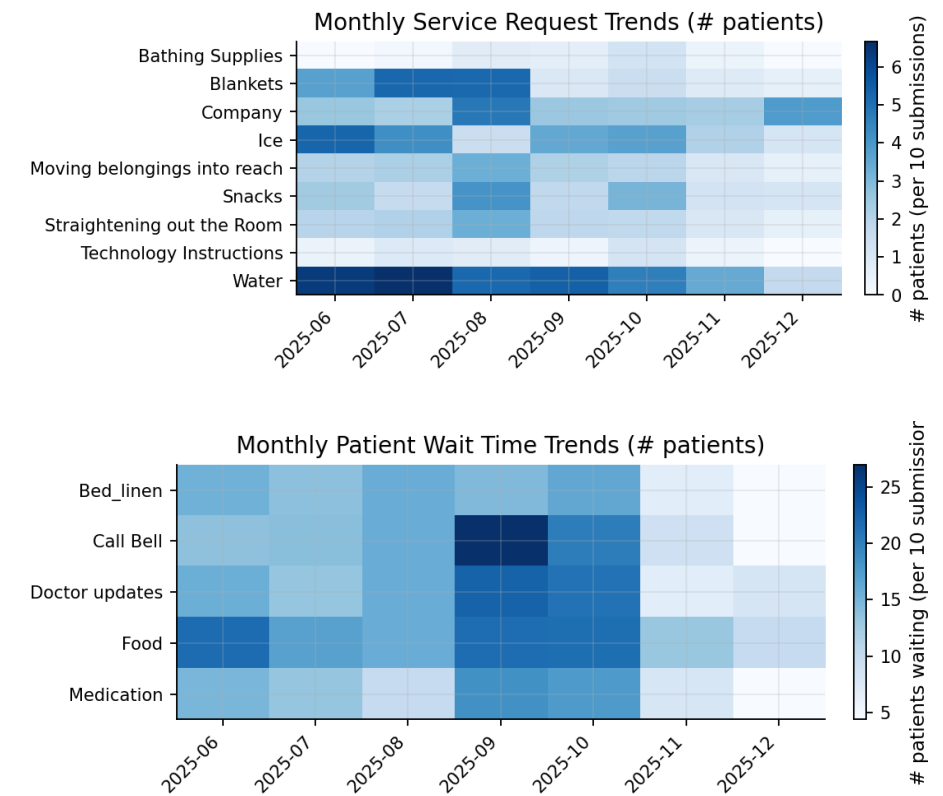 Monthly Service Request Trends (# patients)
Bathing Supplies
Blankets
Company
Ice
Moving belongings into reach
Snacks
Straightening out the Room
Technology Instructions
Water
2025-06
2025-07
2025-08
2025-09
2025-10
2025-11
2025-12
6
5
4
3
2
1
0
# patients (per 10 submissions)
Monthly Patient Wait Time Trends (# patients)
Bed_linen
Call Bell
Doctor updates
Food
Medication
2025-06
2025-07
2025-08
2025-09
2025-10
2025-11
2025-12
25
20
15
10
5
# patients waiting (per 10 submission